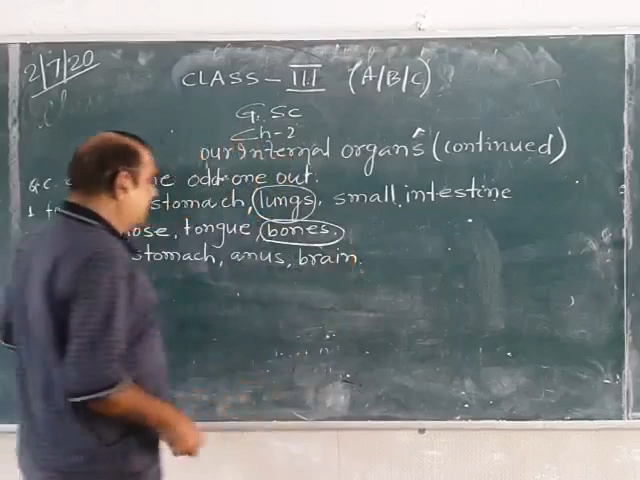 2/7/20
CLASS - III (A/B/C)
G. Sc
Ch-2
our Internal organs (continued)
Q.C. odd one out.
1 stomach, lungs, small intestine
nose, tongue, bones.
stomach, anus, brain.